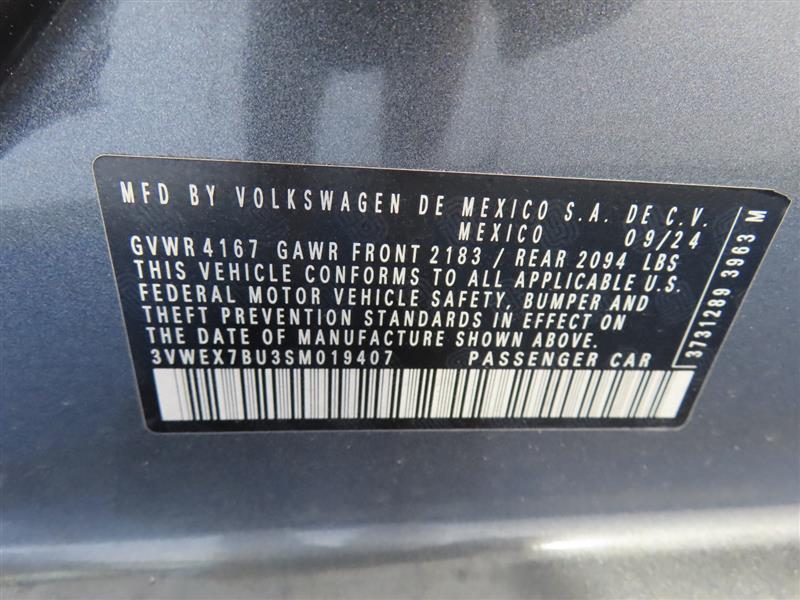 MFD BY VOLKSWAGEN DE MEXICO S.A. DE C.V.
MEXICO 09/24
GVWR 4167 GAWR FRONT 2183 / REAR 2094 LBS
THIS VEHICLE CONFORMS TO ALL APPLICABLE U.S.
FEDERAL MOTOR VEHICLE SAFETY, BUMPER AND
THEFT PREVENTION STANDARDS IN EFFECT ON
THE DATE OF MANUFACTURE SHOWN ABOVE.
3VWEX7BU3SM019407 PASSENGER CAR
3731289 3963 M